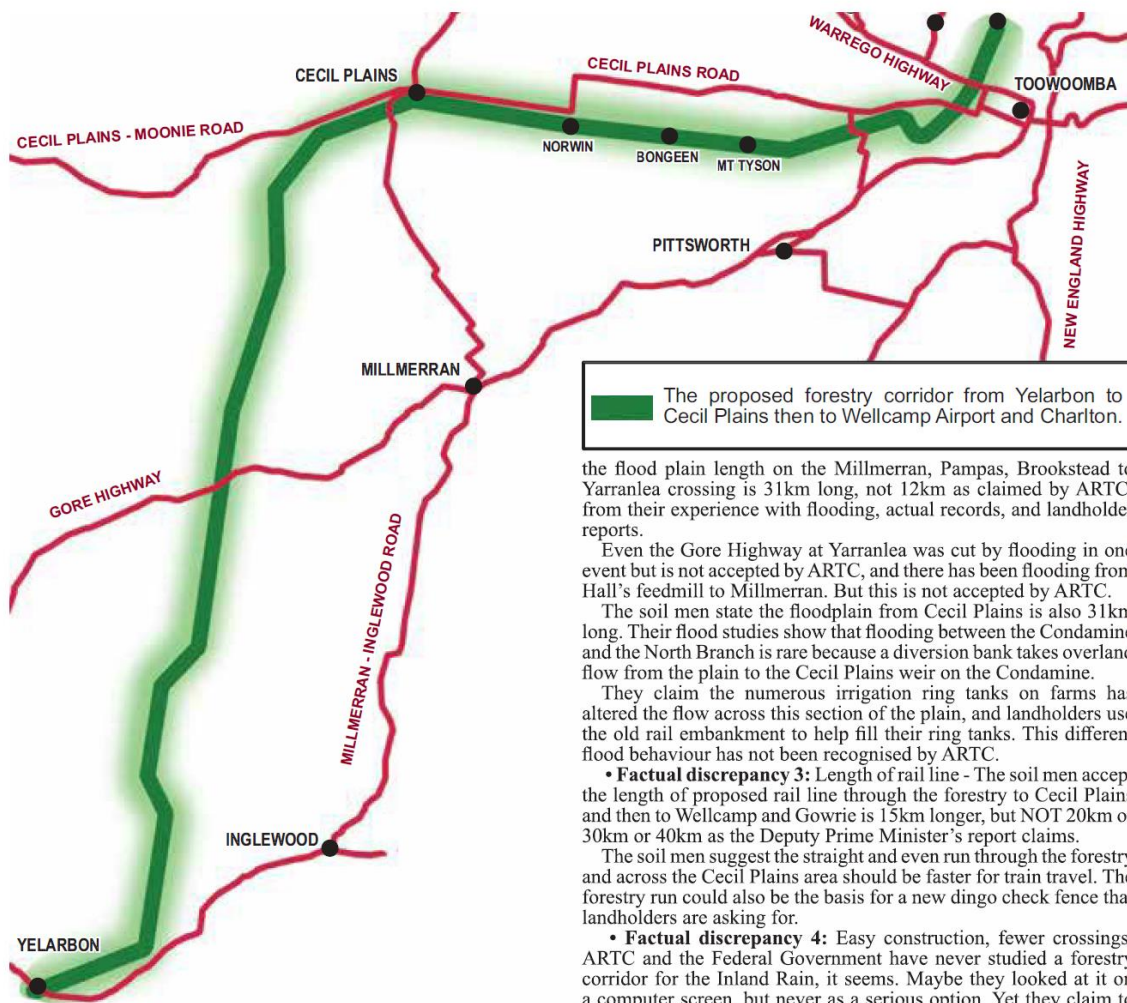 WARREGO HIGHWAY
CECIL PLAINS
CECIL PLAINS ROAD
TOOWOOMBA
CECIL PLAINS - MOONIE ROAD
NORWIN
BONGEEN
MT TYSON
PITTSWORTH
NEW ENGLAND HIGHWAY
MILLMERRAN
GORE HIGHWAY
MILLMERRAN - INGLEWOOD ROAD
INGLEWOOD
YELARBON
The proposed forestry corridor from Yelarbon to
Cecil Plains then to Wellcamp Airport and Charlton.
the flood plain length on the Millmerran, Pampas, Brookstead to
Yarranlea crossing is 31km long, not 12km as claimed by ARTC
from their experience with flooding, actual records, and landholde
reports.
Even the Gore Highway at Yarranlea was cut by flooding in one
event but is not accepted by ARTC, and there has been flooding from
Hall's feedmill to Millmerran. But this is not accepted by ARTC.
The soil men state the floodplain from Cecil Plains is also 31km
long. Their flood studies show that flooding between the Condamine
and the North Branch is rare because a diversion bank takes overland
flow from the plain to the Cecil Plains weir on the Condamine.
They claim the numerous irrigation ring tanks on farms has
altered the flow across this section of the plain, and landholders use
the old rail embankment to help fill their ring tanks. This differen
flood behaviour has not been recognised by ARTC.
• Factual discrepancy 3: Length of rail line - The soil men accep
the length of proposed rail line through the forestry to Cecil Plains
and then to Wellcamp and Gowrie is 15km longer, but NOT 20km o
30km or 40km as the Deputy Prime Minister's report claims.
The soil men suggest the straight and even run through the forestry
and across the Cecil Plains area should be faster for train travel. The
forestry run could also be the basis for a new dingo check fence tha
landholders are asking for.
• Factual discrepancy 4: Easy construction, fewer crossings
ARTC and the Federal Government have never studied a forestry
corridor for the Inland Rain, it seems. Maybe they looked at it on
a computer screen, but never as a serious option. Yet they claim to